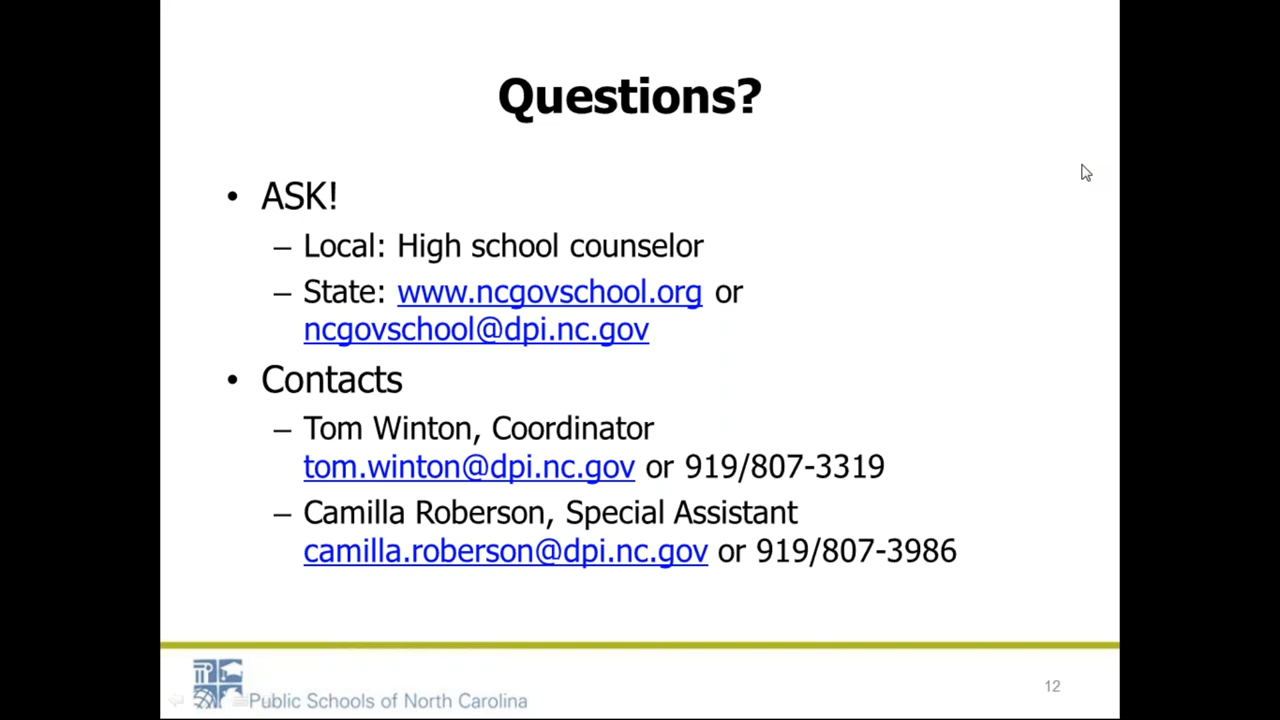 Questions?
• ASK!
– Local: High school counselor
– State: www.ncgovschool.org or
ncgovschool@dpi.nc.gov
• Contacts
– Tom Winton, Coordinator
tom.winton@dpi.nc.gov or 919/807-3319
– Camilla Roberson, Special Assistant
camilla.roberson@dpi.nc.gov or 919/807-3986
Public Schools of North Carolina
12